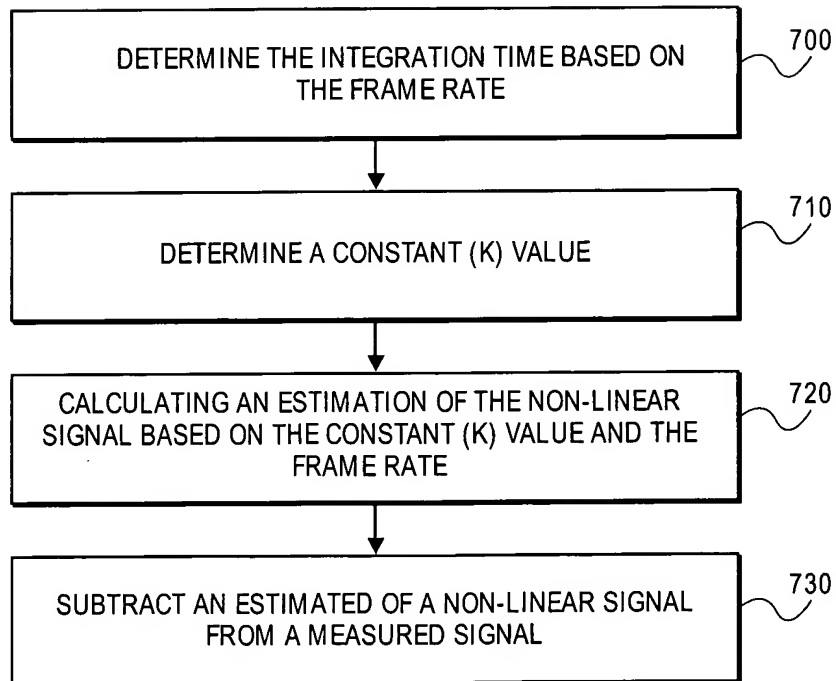 DETERMINE THE INTEGRATION TIME BASED ON
THE FRAME RATE
700
DETERMINE A CONSTANT (K) VALUE
710
CALCULATING AN ESTIMATION OF THE NON-LINEAR
SIGNAL BASED ON THE CONSTANT (K) VALUE AND THE
FRAME RATE
720
SUBTRACT AN ESTIMATED OF A NON-LINEAR SIGNAL
FROM A MEASURED SIGNAL
730